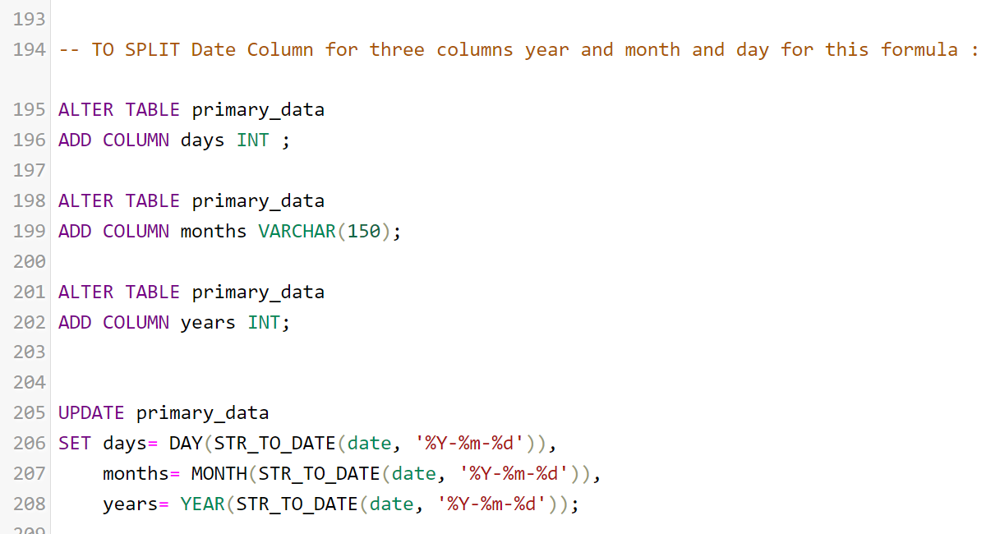 193
194 -- TO SPLIT Date Column for three columns year and month and day for this formula :
195 ALTER TABLE primary_data
196 ADD COLUMN days INT ;
197
198 ALTER TABLE primary_data
199 ADD COLUMN months VARCHAR(150);
200
201 ALTER TABLE primary_data
202 ADD COLUMN years INT;
203
204
205 UPDATE primary_data
206 SET days= DAY(STR_TO_DATE(date, '%Y-%m-%d')),
207     months= MONTH(STR_TO_DATE(date, '%Y-%m-%d')),
208     years= YEAR(STR_TO_DATE(date, '%Y-%m-%d'));
209